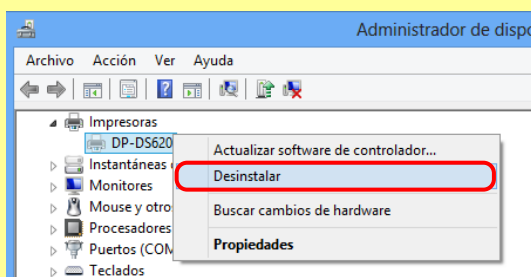 Administrador de dispo
Archivo Acción Ver Ayuda
Impresoras
DP-DS620
Actualizar software de controlador...
Instantáneas
Desinstalar
Monitores
Mouse y otro
Buscar cambios de hardware
Procesadores
Puertos (COM
Propiedades
Teclados